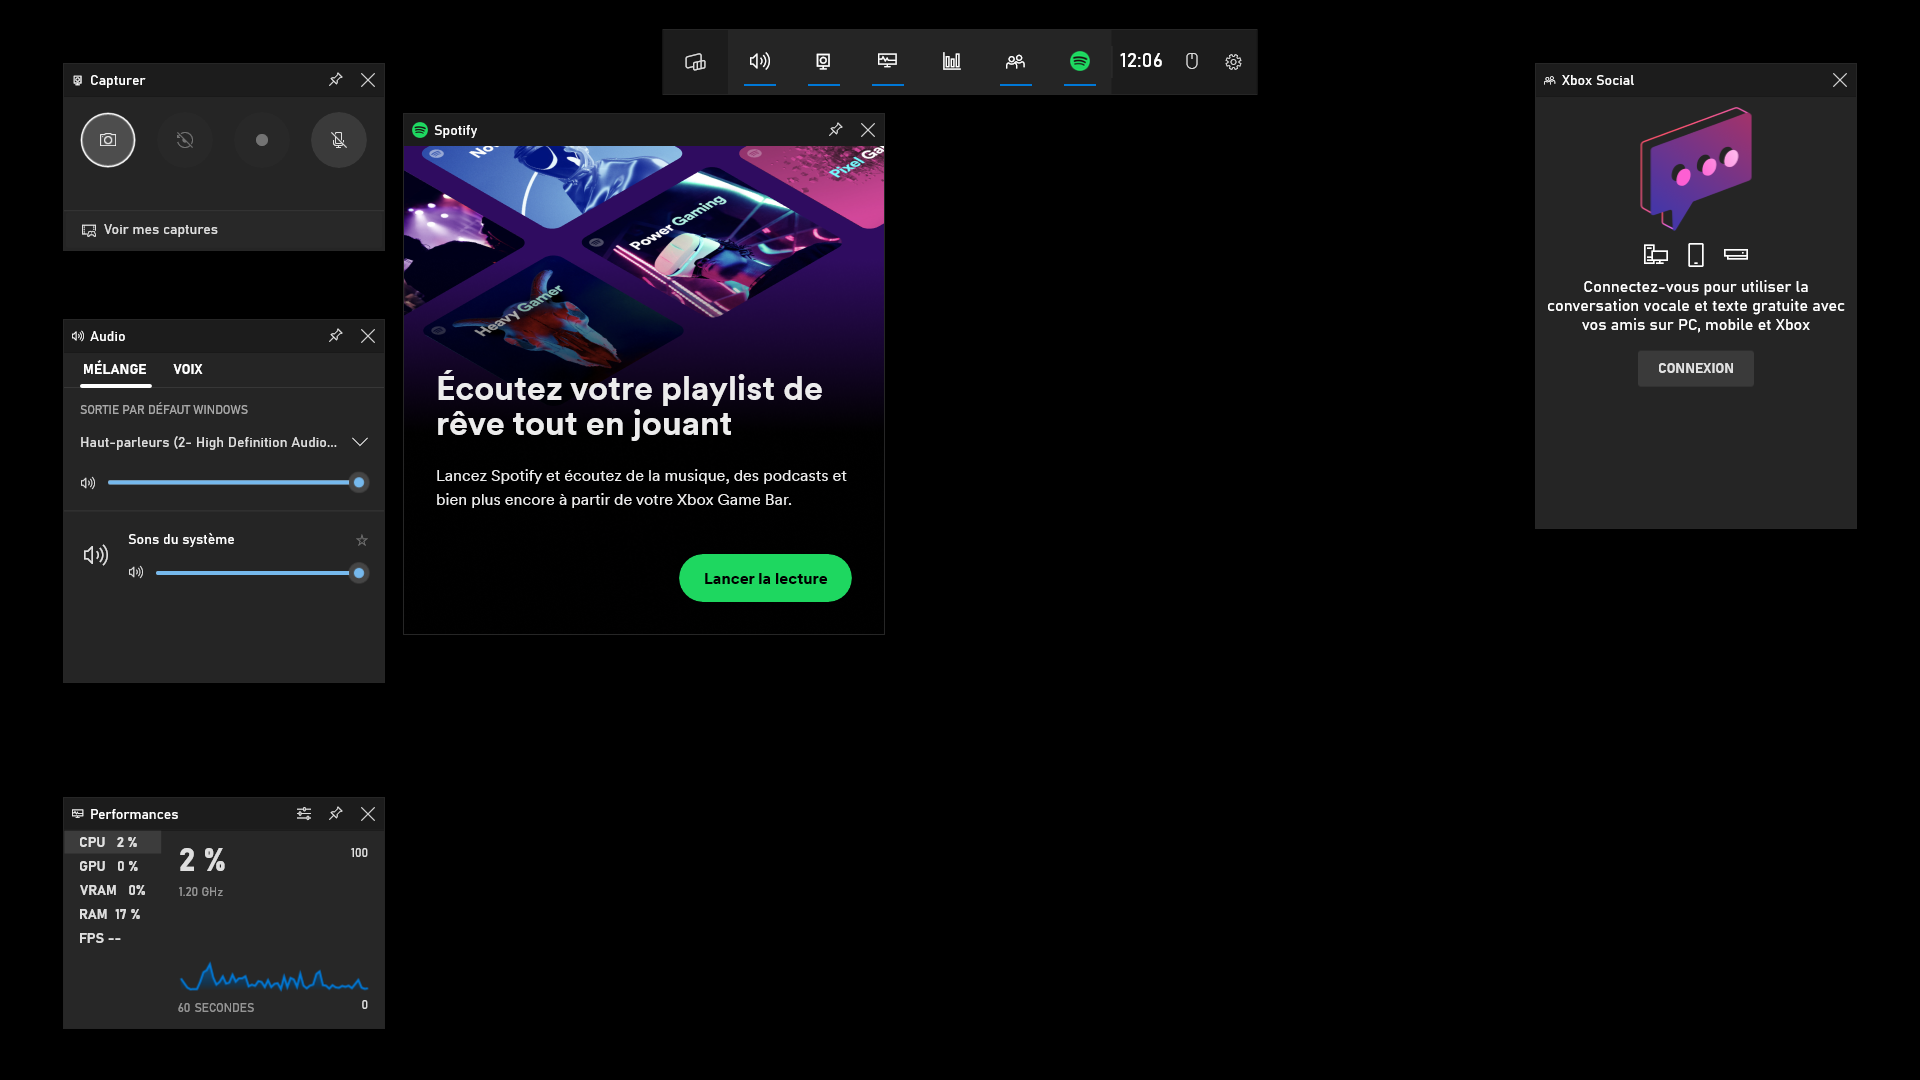 12:06
Capturer
Voir mes captures
Audio
MÉLANGE VOIX
SORTIE PAR DÉFAUT WINDOWS
Haut-parleurs (2- High Definition Audio...
Sons du système
Performances
CPU 2 %
GPU 0 %
VRAM 0%
RAM 17 %
FPS --
2 %
1.20 GHz
100
60 SECONDES
0
Spotify
Pixel
Power Gaming
Heavy Gamer
Écoutez votre playlist de
rêve tout en jouant
Lancez Spotify et écoutez de la musique, des podcasts et
bien plus encore à partir de votre Xbox Game Bar.
Lancer la lecture
Xbox Social
Connectez-vous pour utiliser la
conversation vocale et texte gratuite avec
vos amis sur PC, mobile et Xbox
CONNEXION